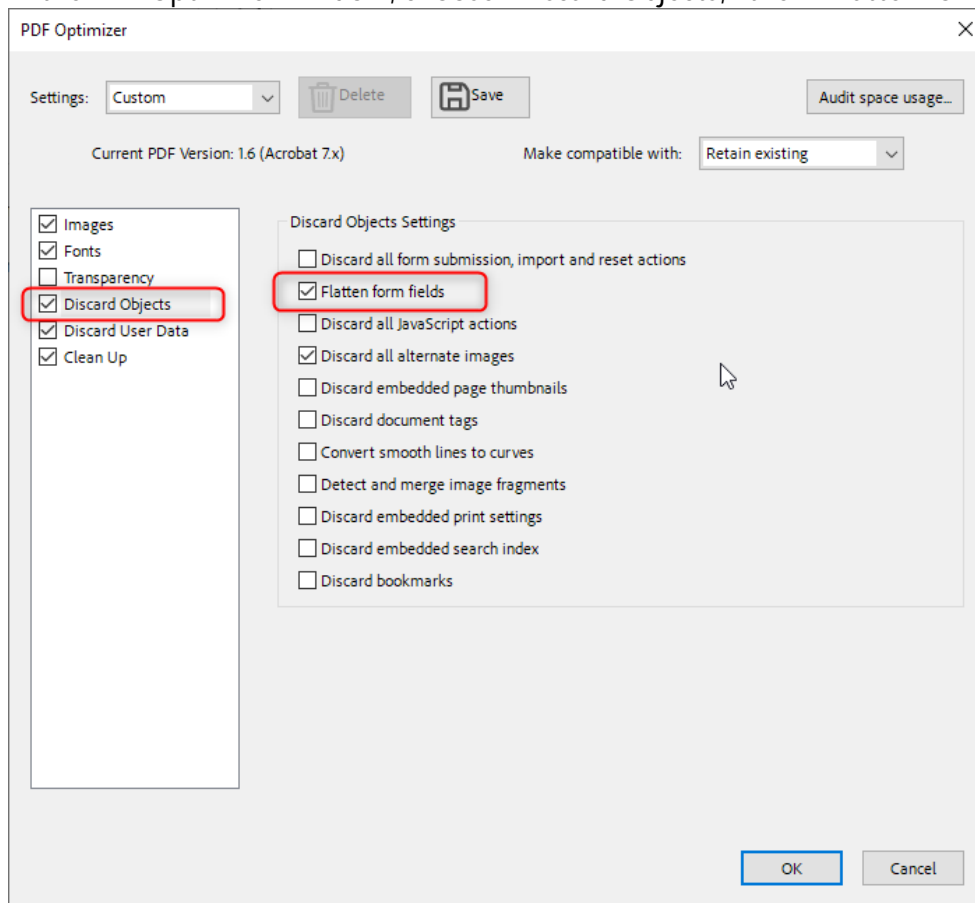 PDF Optimizer
Settings: Custom Delete Save Audit space usage...
Current PDF Version: 1.6 (Acrobat 7.x) Make compatible with: Retain existing
Images
Fonts
Transparency
Discard Objects
Discard User Data
Clean Up
Discard Objects Settings
Discard all form submission, import and reset actions
Flatten form fields
Discard all JavaScript actions
Discard all alternate images
Discard embedded page thumbnails
Discard document tags
Convert smooth lines to curves
Detect and merge image fragments
Discard embedded print settings
Discard embedded search index
Discard bookmarks
OK Cancel